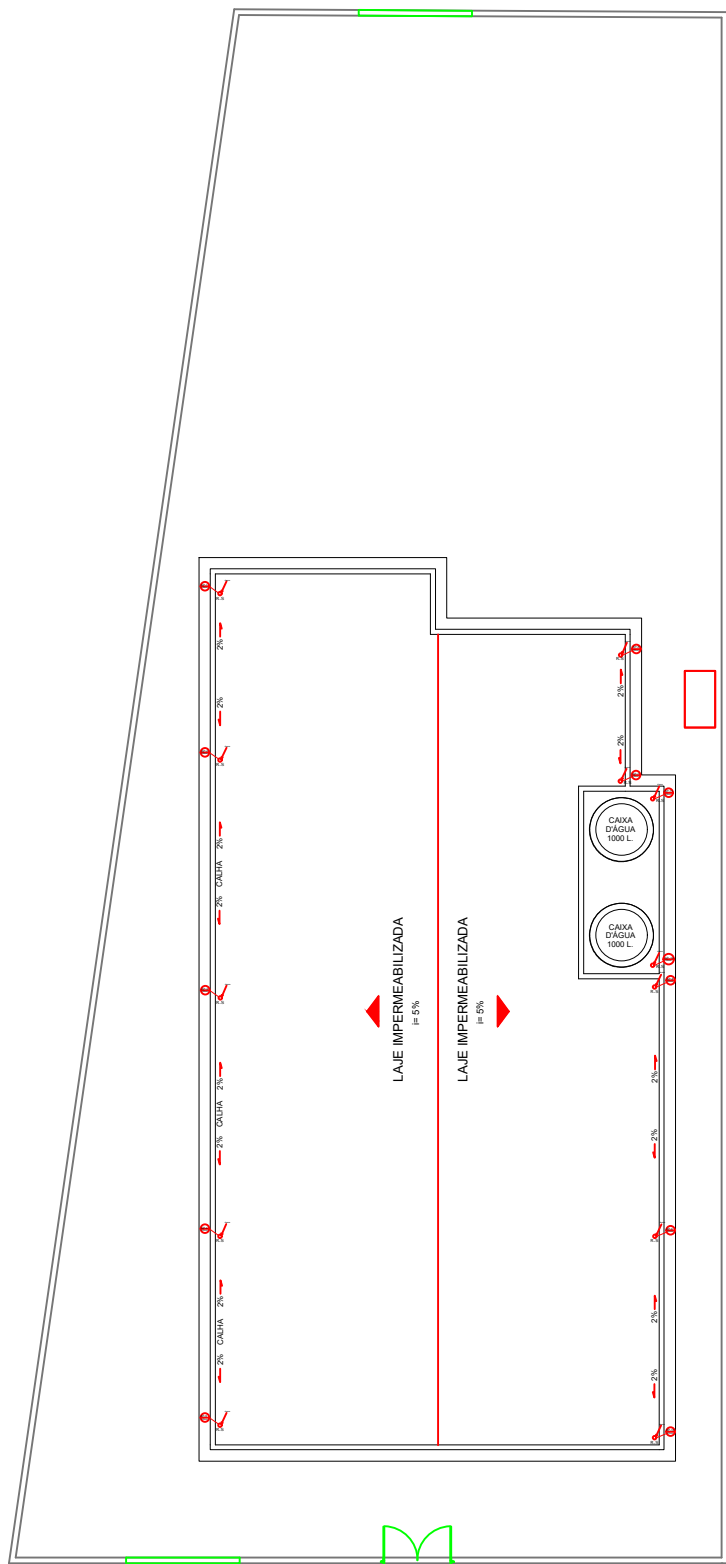 2%
2%
2%
CALHA
2%
2%
CALHA
2%
2%
CALHA
2%
LAJE IMPERMEABILIZADA
i= 5%
LAJE IMPERMEABILIZADA
i= 5%
2%
2%
CAIXA
D'ÁGUA
1000 L.
CAIXA
D'ÁGUA
1000 L.
2%
2%
2%
2%